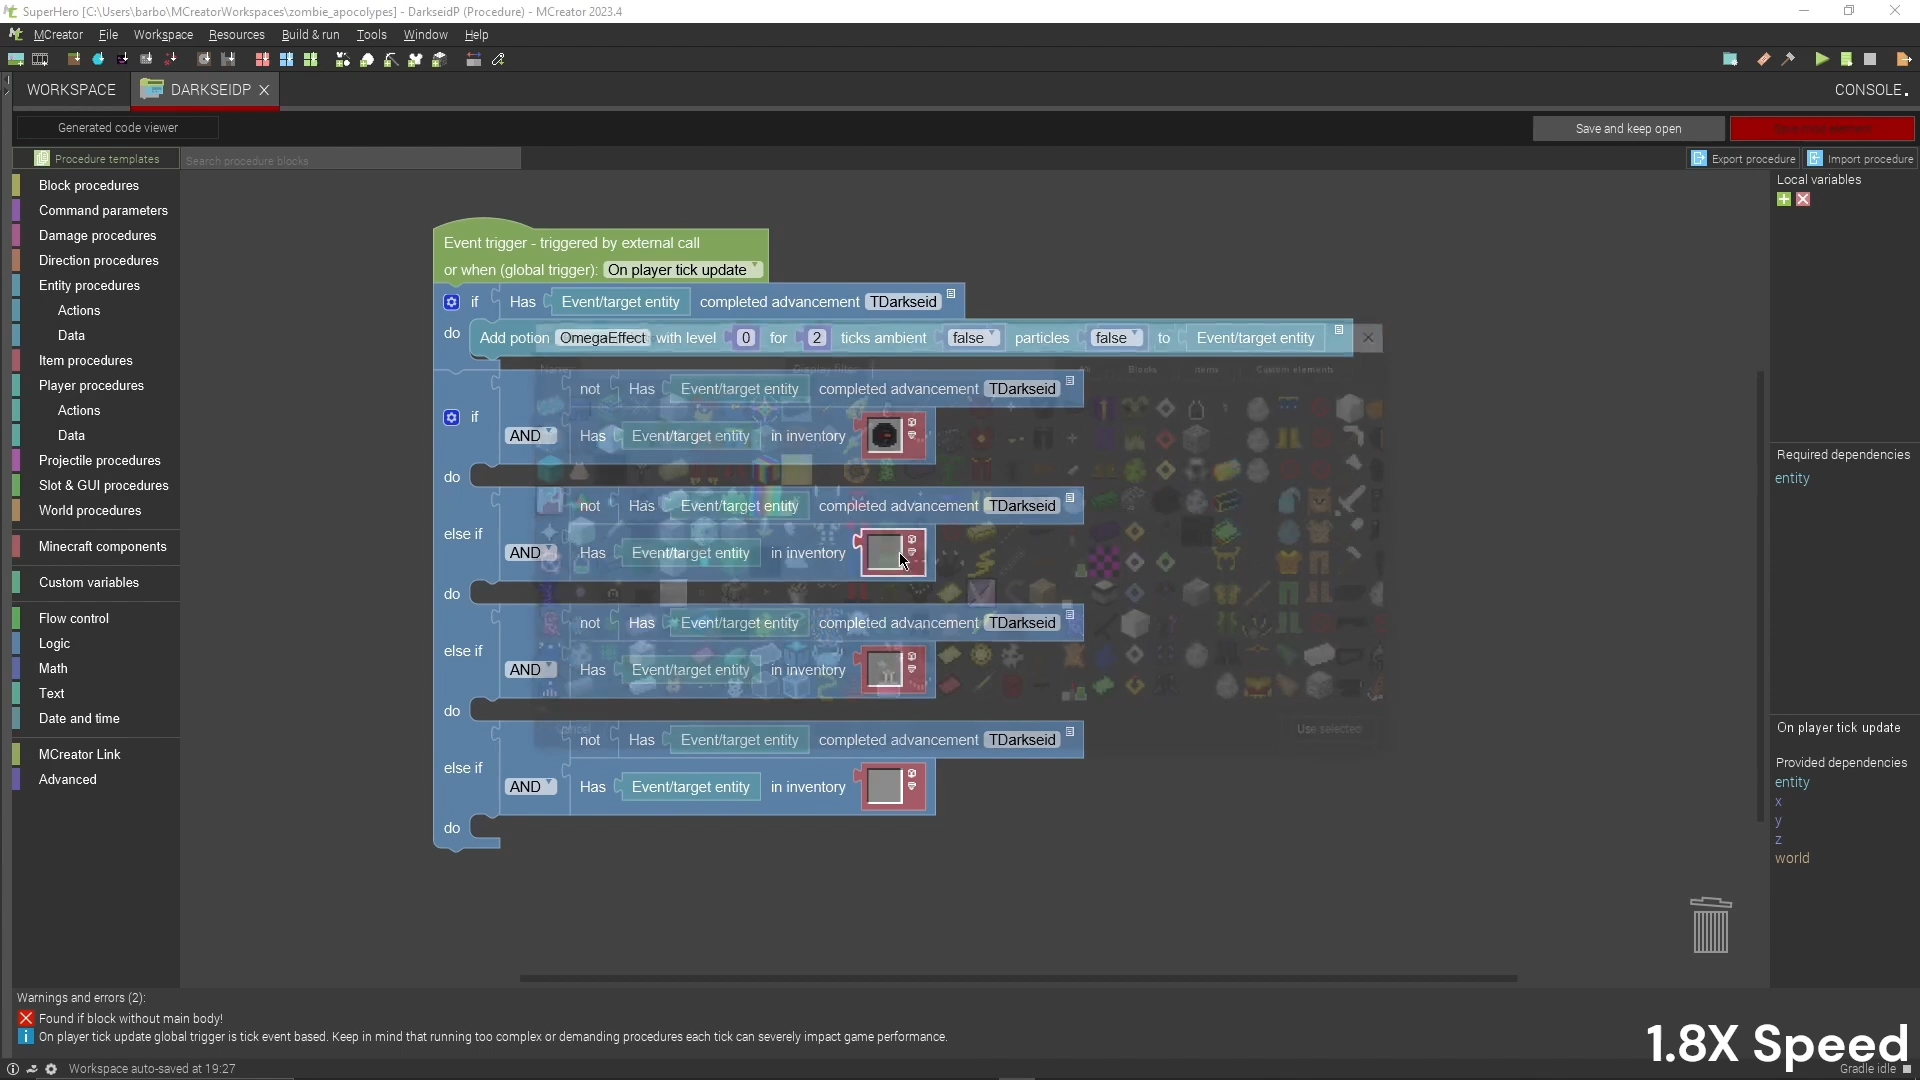 SuperHero [C:\Users\barbo\MCreatorWorkspaces\zombie_apocolypes] - DarkseidP (Procedure) - MCreator 2023.4
MCreator File Workspace Resources Build & run Tools Window Help
WORKSPACE DARKSEIDP CONSOLE
Generated code viewer Save and keep open
Procedure templates Search procedure blocks Export procedure Import procedure
Block procedures
Command parameters
Damage procedures
Direction procedures
Entity procedures
Actions
Data
Item procedures
Player procedures
Actions
Data
Projectile procedures
Slot & GUI procedures
World procedures
Minecraft components
Custom variables
Flow control
Logic
Math
Text
Date and time
MCreator Link
Advanced
Event trigger - triggered by external call
or when (global trigger): On player tick update
if Has Event/target entity completed advancement TDarkseid
do Add potion OmegaEffect with level 0 for 2 ticks ambient false particles false to Event/target entity
Display filter Blocks Items Custom elements
not Has Event/target entity completed advancement TDarkseid
if
AND Has Event/target entity in inventory
do
not Has Event/target entity completed advancement TDarkseid
else if
AND Has Event/target entity in inventory
do
not Has Event/target entity completed advancement TDarkseid
else if
AND Has Event/target entity in inventory
do
Cancel Use selected
not Has Event/target entity completed advancement TDarkseid
else if
AND Has Event/target entity in inventory
do
Local variables
Required dependencies
entity
On player tick update
Provided dependencies
entity
x
y
z
world
Warnings and errors (2):
Found if block without main body!
On player tick update global trigger is tick event based. Keep in mind that running too complex or demanding procedures each tick can severely impact game performance.
1.8X Speed
Workspace auto-saved at 19:27 Gradle idle